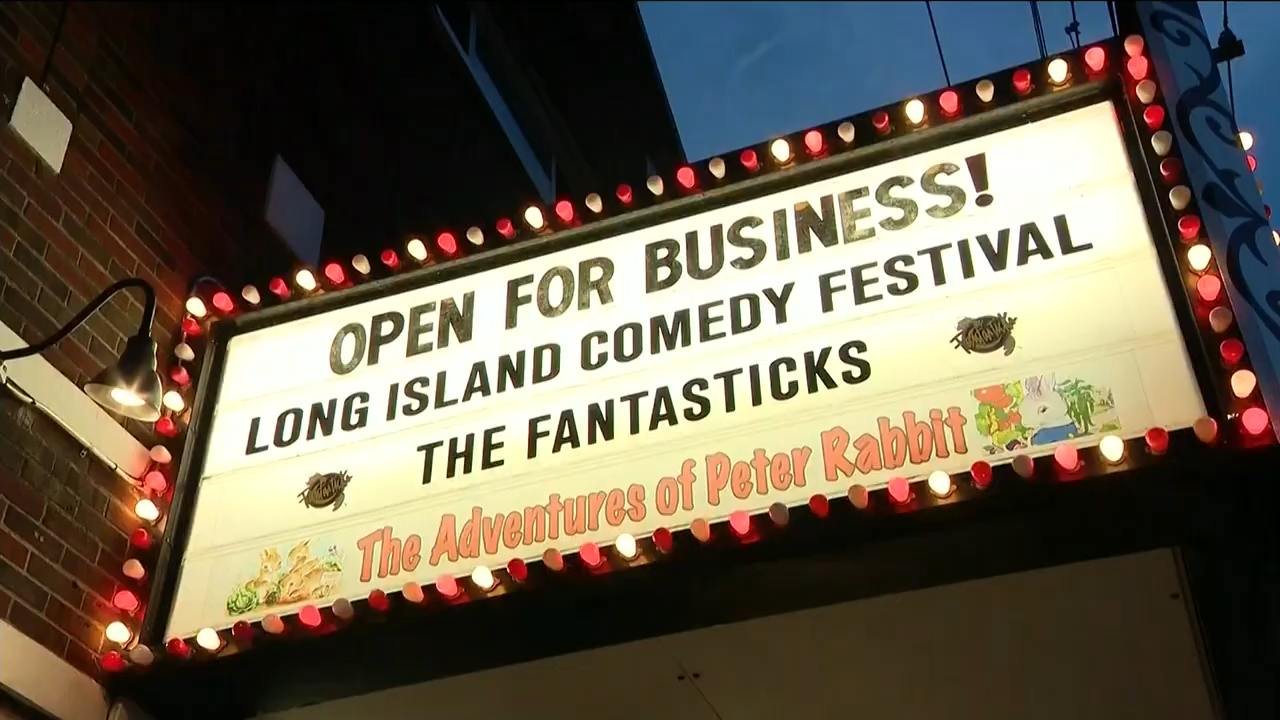 OPEN FOR BUSINESS!
LONG ISLAND COMEDY FESTIVAL
THE FANTASTICKS
The Adventures of Peter Rabbit